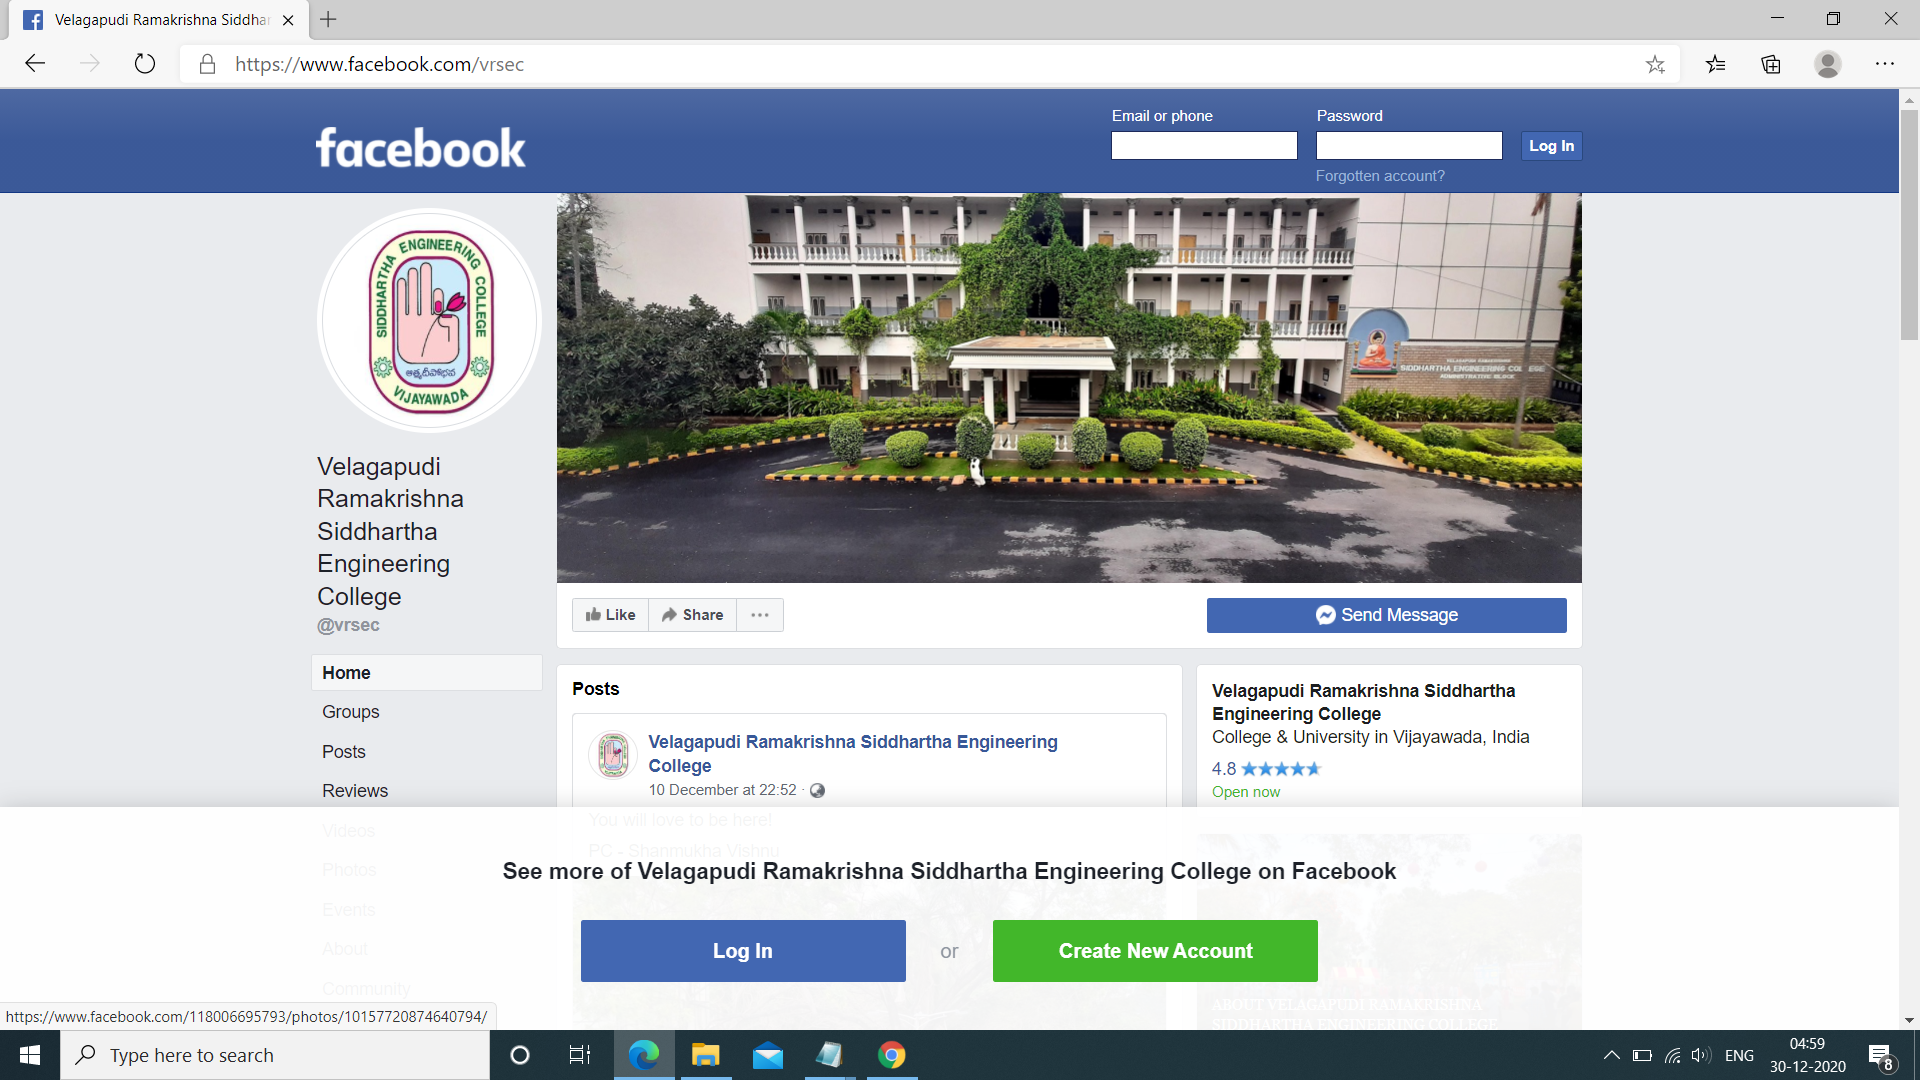 Velagapudi Ramakrishna Siddhar
https://www.facebook.com/vrsec
facebook
Email or phone
Password
Log In
Forgotten account?
SIDDHARTHA ENGINEERING COLLEGE
VIJAYAWADA
VELAGAPUDI RAMAKRISHNA
SIDDHARTHA ENGINEERING COL EGE
ADMINISTRATIVE BLOCK
Velagapudi
Ramakrishna
Siddhartha
Engineering
College
@vrsec
Like
Share
Send Message
Home
Groups
Posts
Reviews
Videos
Photos
Events
About
Community
Posts
Velagapudi Ramakrishna Siddhartha Engineering
College
10 December at 22:52 ·
You will love to be here!
PC - Shanmukha Vishnu
Velagapudi Ramakrishna Siddhartha
Engineering College
College & University in Vijayawada, India
4.8
Open now
See more of Velagapudi Ramakrishna Siddhartha Engineering College on Facebook
Log In
or
Create New Account
ABOUT VELAGAPUDI RAMAKRISHNA
SIDDHARTHA ENGINEERING COLLEGE
https://www.facebook.com/118006695793/photos/10157720874640794/
Type here to search
ENG
04:59
30-12-2020
8